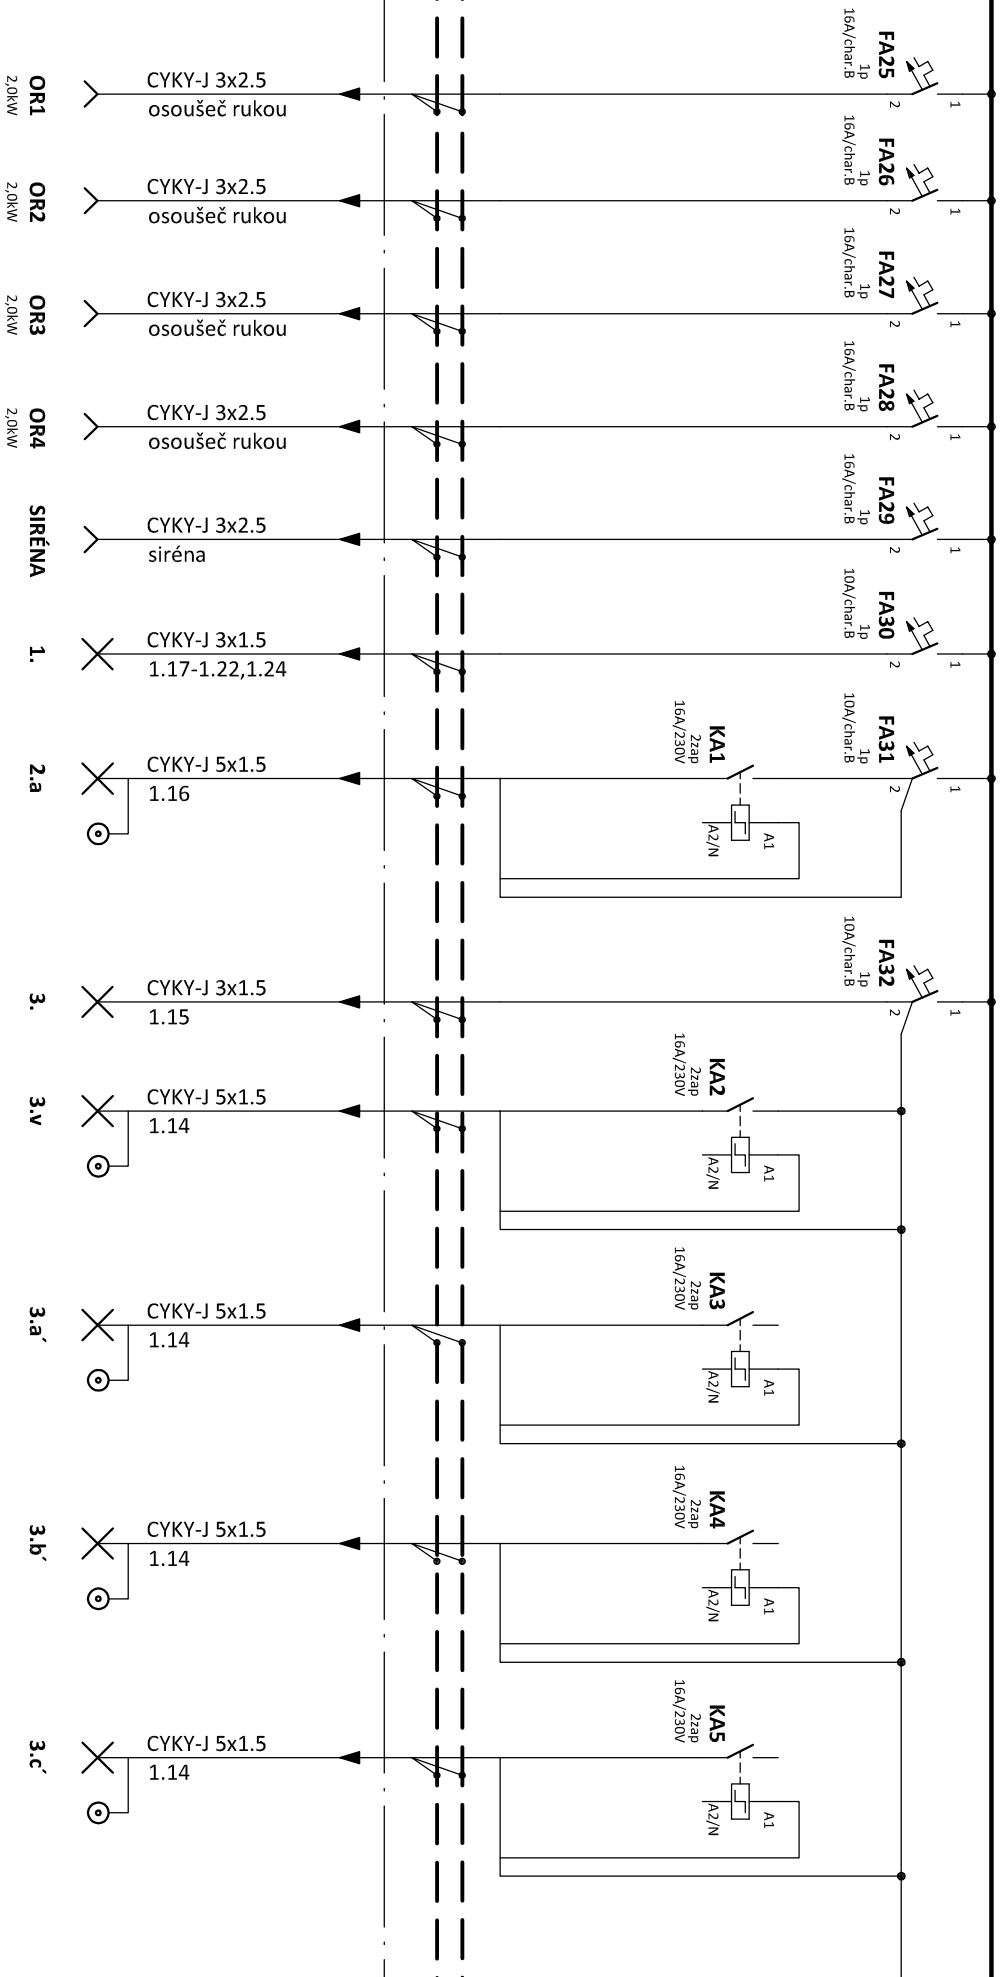 FA25
1p
16A/char.B
1
2
CYKY-J 3x2.5
osoušeč rukou
OR1
2,0kW
FA26
1p
16A/char.B
1
2
CYKY-J 3x2.5
osoušeč rukou
OR2
2,0kW
FA27
1p
16A/char.B
1
2
CYKY-J 3x2.5
osoušeč rukou
OR3
2,0kW
FA28
1p
16A/char.B
1
2
CYKY-J 3x2.5
osoušeč rukou
OR4
2,0kW
FA29
1p
16A/char.B
1
2
CYKY-J 3x2.5
siréna
SIRÉNA
FA30
1p
10A/char.B
1
2
CYKY-J 3x1.5
1.17-1.22,1.24
1.
FA31
1p
10A/char.B
1
2
KA1
2zap
16A/230V
A1
A2/N
CYKY-J 5x1.5
1.16
2.a
FA32
1p
10A/char.B
1
2
CYKY-J 3x1.5
1.15
3.
KA2
2zap
16A/230V
A1
A2/N
CYKY-J 5x1.5
1.14
3.v
KA3
2zap
16A/230V
A1
A2/N
CYKY-J 5x1.5
1.14
3.a´
KA4
2zap
16A/230V
A1
A2/N
CYKY-J 5x1.5
1.14
3.b´
KA5
2zap
16A/230V
A1
A2/N
CYKY-J 5x1.5
1.14
3.c´